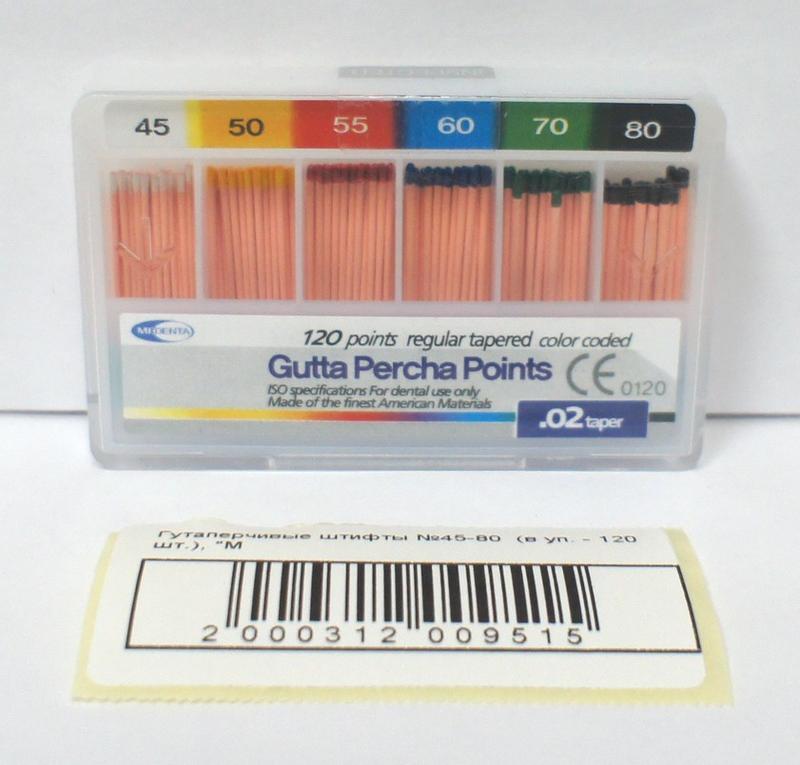 45 50 55 60 70 80
MEDENTA
120 points regular tapered color coded
Gutta Percha Points
CE 0120
ISO specifications For dental use only
Made of the finest American Materials
.02 taper
Гутаперчивые штифты №45-80 (в уп. - 120
шт.), "М
2 000312 009515